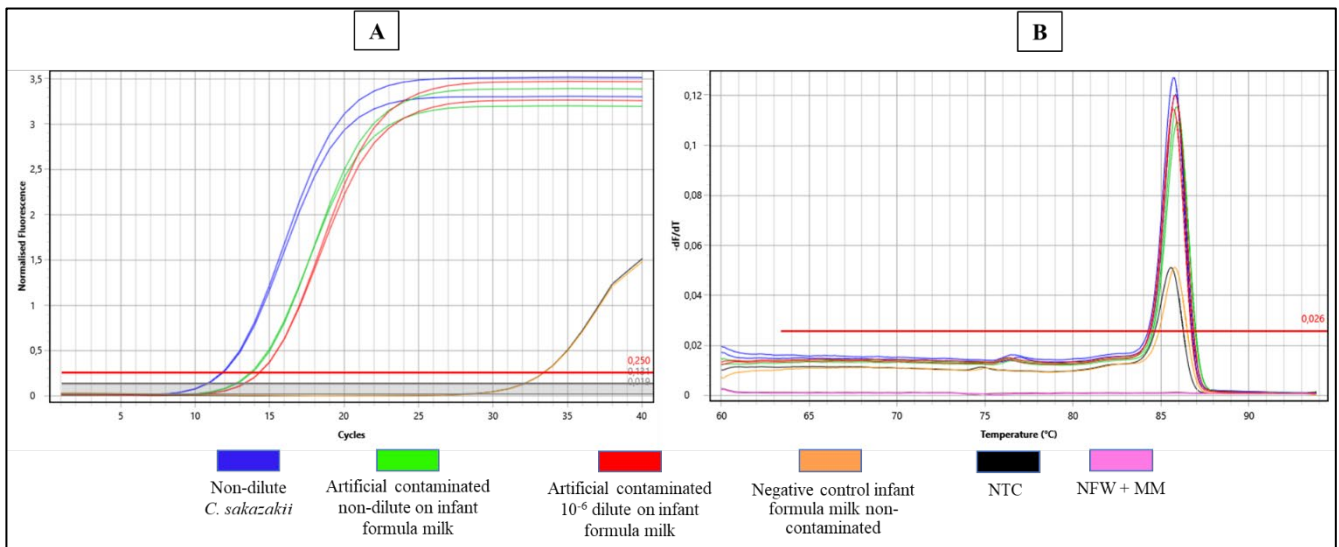 A
B
3,5
3
2,5
2
1,5
1
0,5
0
Normalised Fluorescence
0,250
5
10
15
20
25
30
35
40
Cycles
0,12
0,1
0,08
0,06
0,04
0,02
0
-dF/dT
0,026
60
65
70
75
80
85
90
Temperature (°C)
Non-dilute
C. sakazakii
Artificial contaminated
non-dilute on infant
formula milk
Artificial contaminated
10-6 dilute on infant
formula milk
Negative control infant
formula milk non-
contaminated
NTC
NFW + MM